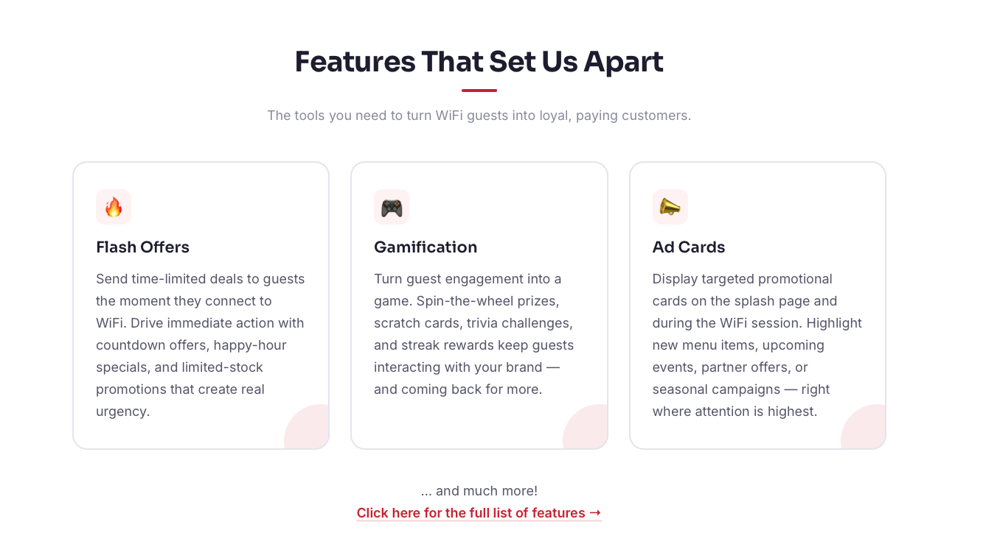 Features That Set Us Apart
The tools you need to turn WiFi guests into loyal, paying customers.
Flash Offers
Send time-limited deals to guests
the moment they connect to
WiFi. Drive immediate action with
countdown offers, happy-hour
specials, and limited-stock
promotions that create real
urgency.
Gamification
Turn guest engagement into a
game. Spin-the-wheel prizes,
scratch cards, trivia challenges,
and streak rewards keep guests
interacting with your brand —
and coming back for more.
Ad Cards
Display targeted promotional
cards on the splash page and
during the WiFi session. Highlight
new menu items, upcoming
events, partner offers, or
seasonal campaigns — right
where attention is highest.
... and much more!
Click here for the full list of features →